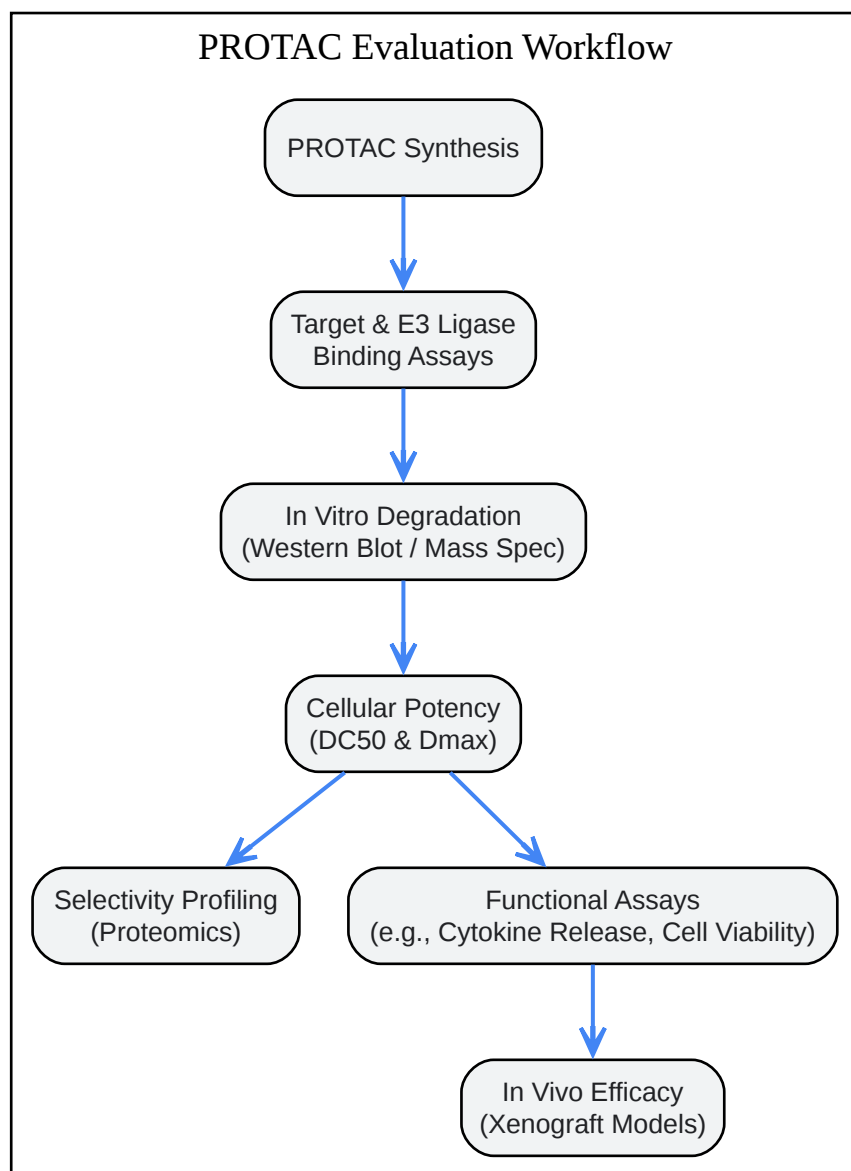 PROTAC Evaluation Workflow
PROTAC Synthesis
Target & E3 Ligase
Binding Assays
In Vitro Degradation
(Western Blot / Mass Spec)
Cellular Potency
(DC50 & Dmax)
Selectivity Profiling
(Proteomics)
Functional Assays
(e.g., Cytokine Release, Cell Viability)
In Vivo Efficacy
(Xenograft Models)